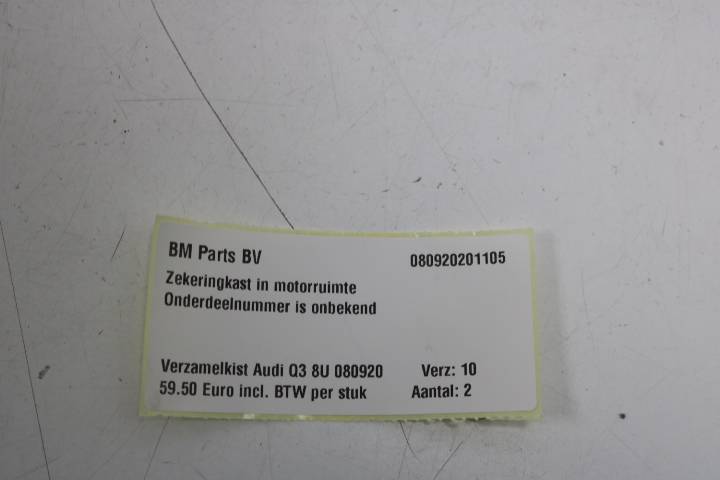 BM Parts BV 080920201105
Zekeringkast in motorruimte
Onderdeelnummer is onbekend
Verzamelkist Audi Q3 8U 080920 Verz: 10
59.50 Euro incl. BTW per stuk Aantal: 2